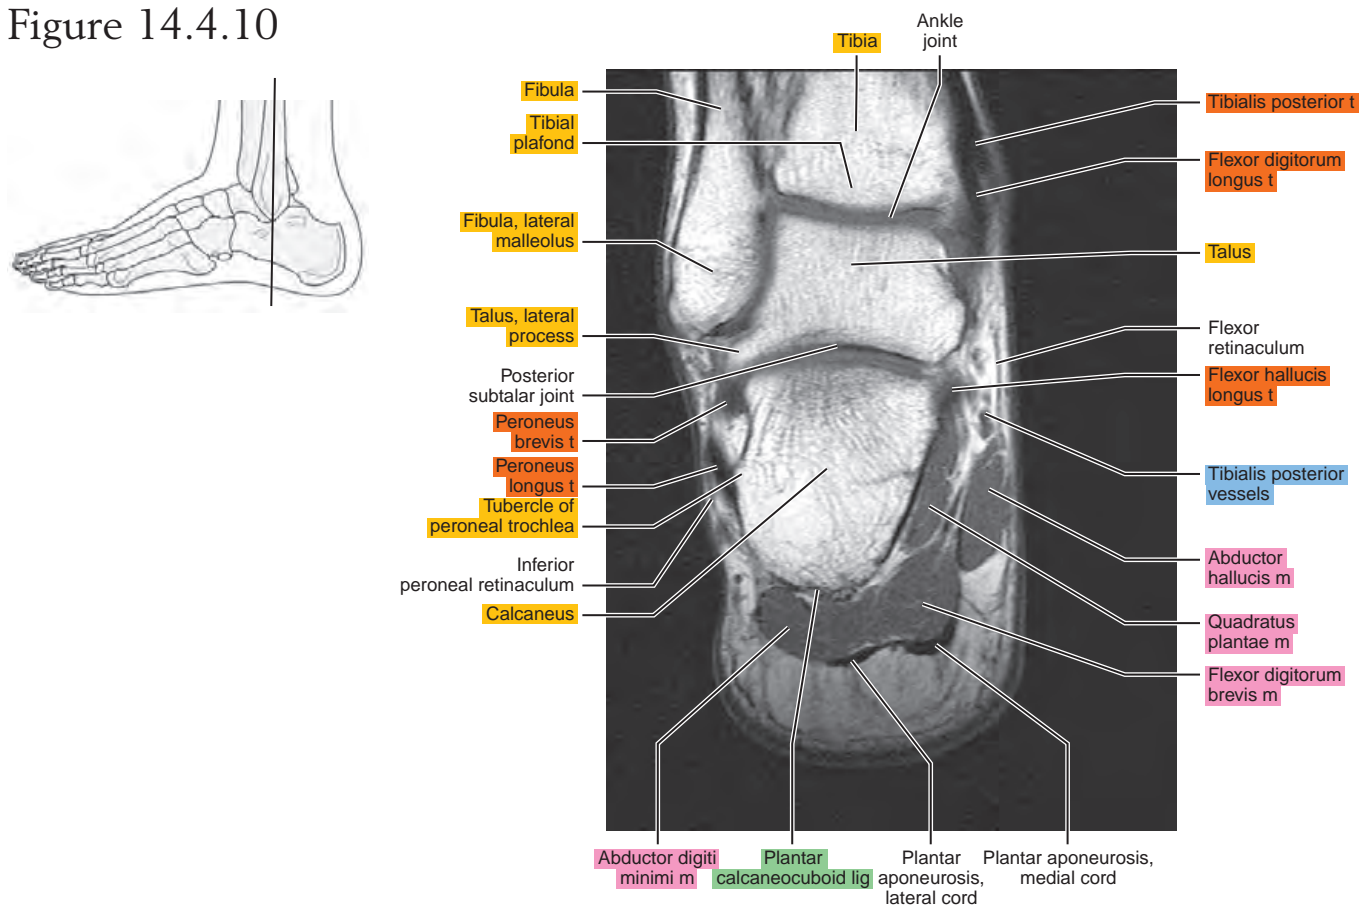 Figure 14.4.10
Tibia
Ankle
joint
Fibula
Tibial
plafond
Fibula, lateral
malleolus
Talus, lateral
process
Posterior
subtalar joint
Peroneus
brevis t
Peroneus
longus t
Tubercle of
peroneal trochlea
Inferior
peroneal retinaculum
Calcaneus
Tibialis posterior t
Flexor digitorum
longus t
Talus
Flexor
retinaculum
Flexor hallucis
longus t
Tibialis posterior
vessels
Abductor
hallucis m
Quadratus
plantae m
Flexor digitorum
brevis m
Abductor digiti
minimi m
Plantar
calcaneocuboid lig
Plantar
aponeurosis,
lateral cord
Plantar aponeurosis,
medial cord